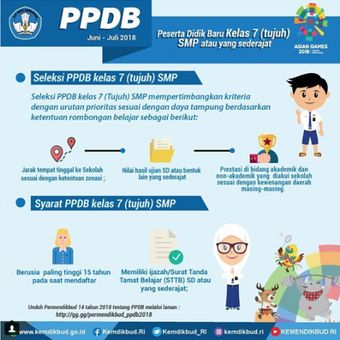 PPDB
Juni - Juli 2018
Peserta Didik Baru Kelas 7 (tujuh)
SMP atau yang sederajat
ASIAN GAMES
2018
Seleksi PPDB kelas 7 (tujuh) SMP
Seleksi PPDB kelas 7 (Tujuh) SMP mempertimbangkan kriteria
dengan urutan prioritas sesuai dengan daya tampung berdasarkan
ketentuan rombongan belajar sebagai berikut:
Jarak tempat tinggal ke Sekolah
sesuai dengan ketentuan zonasi ;
Nilai hasil ujian SD atau bentuk
lain yang sederajat
Prestasi di bidang akademik dan
non-akademik yang diakui sekolah
sesuai dengan kewenangan daerah
masing-masing.
Syarat PPDB kelas 7 (tujuh) SMP
Berusia paling tinggi 15 tahun
pada saat mendaftar
Memiliki ijazah/Surat Tanda
Tamat Belajar (STTB) SD atau
yang sederajat;
Unduh Permendikbud 14 tahun 2018 tentang PPDB melalui laman :
http://gg.gg/permendikbud_ppdb2018
www.kemdikbud.go.id
Kemdikbud_RI
kemdikbud.RI
KEMENDIKBUD RI